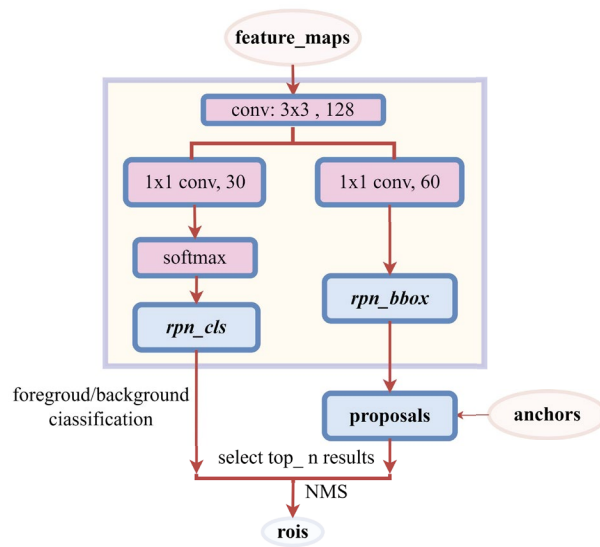 feature_maps
conv: 3x3 , 128
1x1 conv, 30
1x1 conv, 60
softmax
rpn_cls
rpn_bbox
foregroud/background
ciassification
proposals
anchors
select top_ n results
NMS
rois